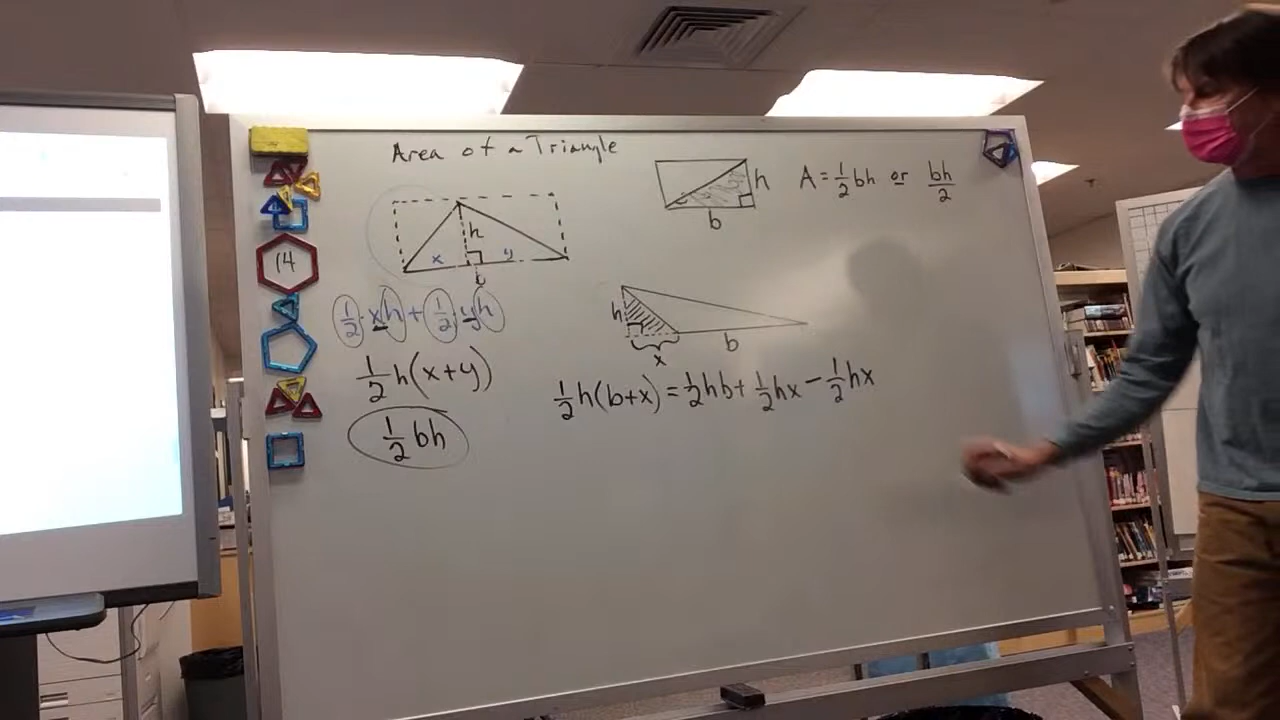 Area of a Triangle
h
b
A = 1/2 bh or bh/2
14
h
x
y
b
1/2 · xh + 1/2 · yh
1/2 h(x+y)
1/2 bh
h
x
b
1/2 h(b+x) = 1/2 hb + 1/2 hx - 1/2 hx